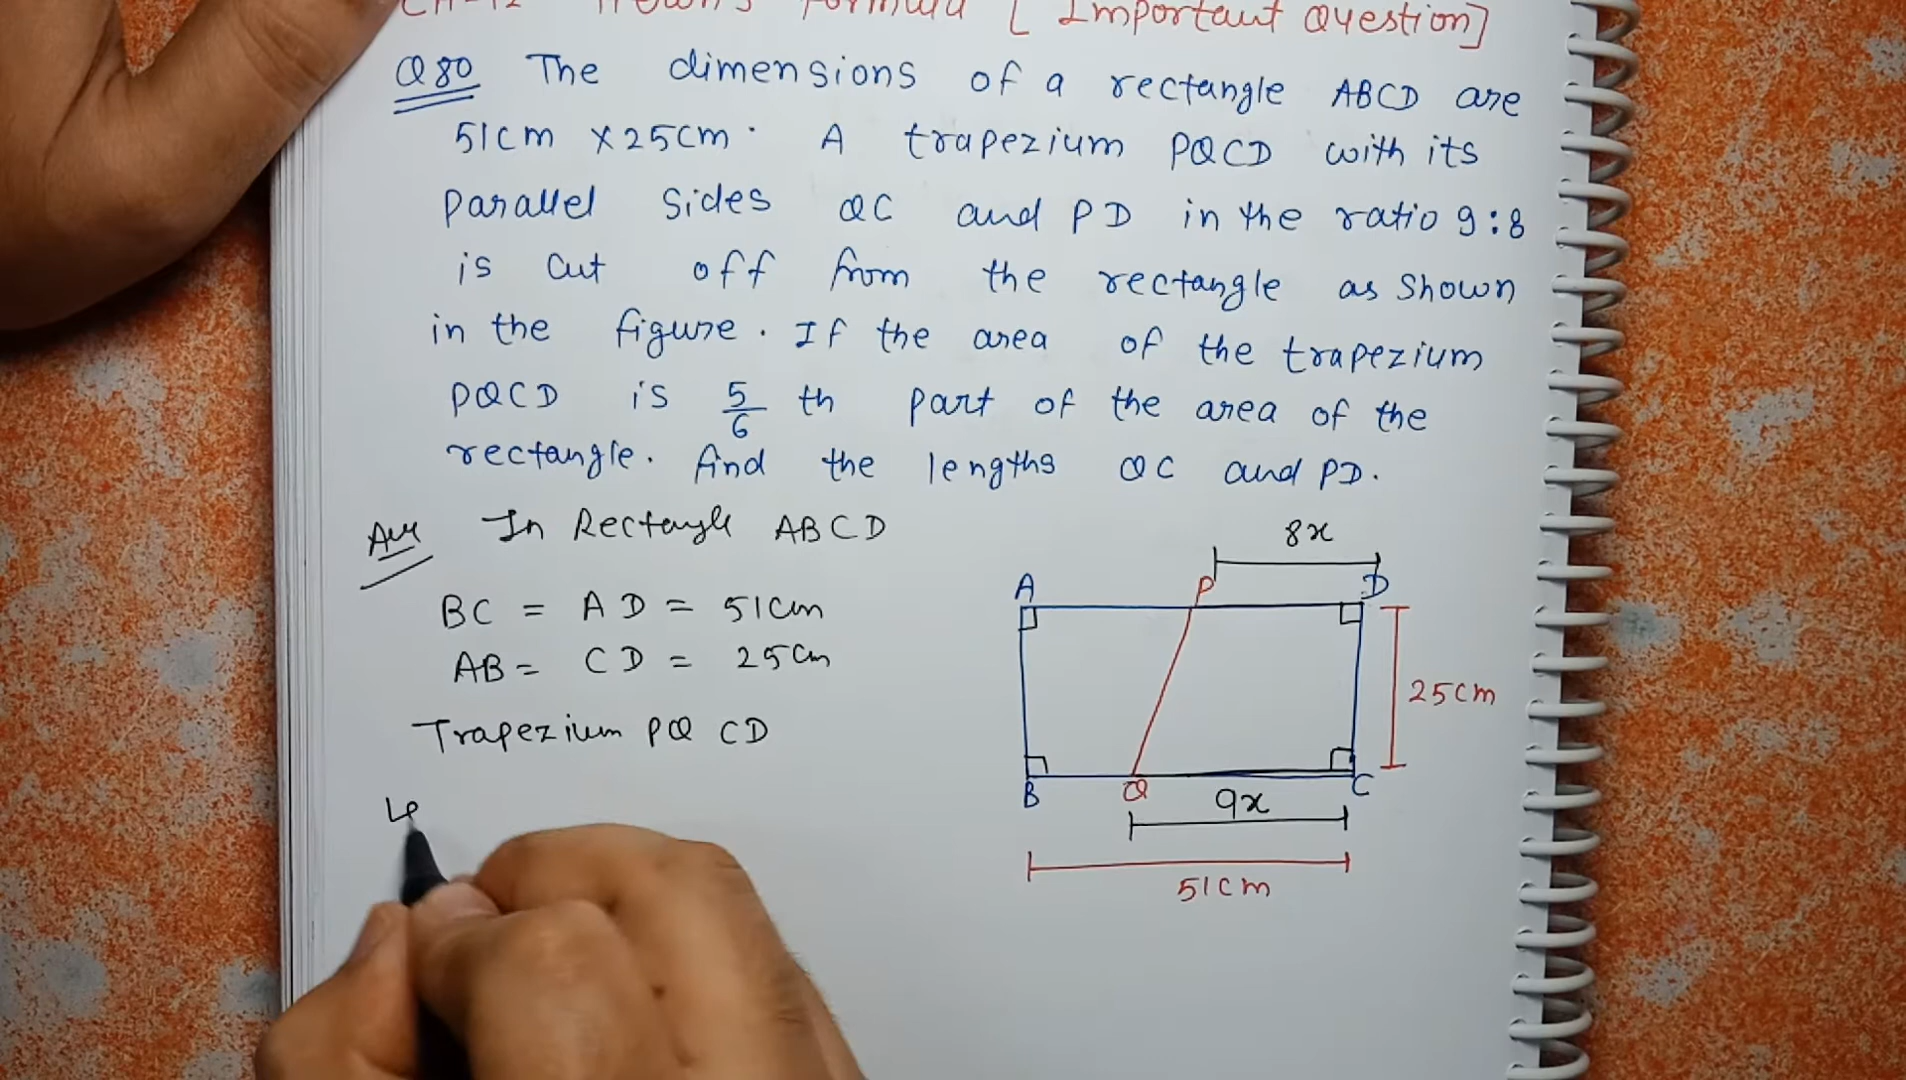 Formula [Important Question]
Q80 The dimensions of a rectangle ABCD are
51cm x 25cm. A trapezium PQCD with its
parallel sides QC and PD in the ratio 9:8
is cut off from the rectangle as shown
in the figure. If the area of the trapezium
PQCD is 5/6 th part of the area of the
rectangle. find the lengths QC and PD.
Ans In Rectangle ABCD
BC = AD = 51cm
AB = CD = 25cm
Trapezium PQCD
Le
8x
A P D
25cm
B Q C
9x
51cm